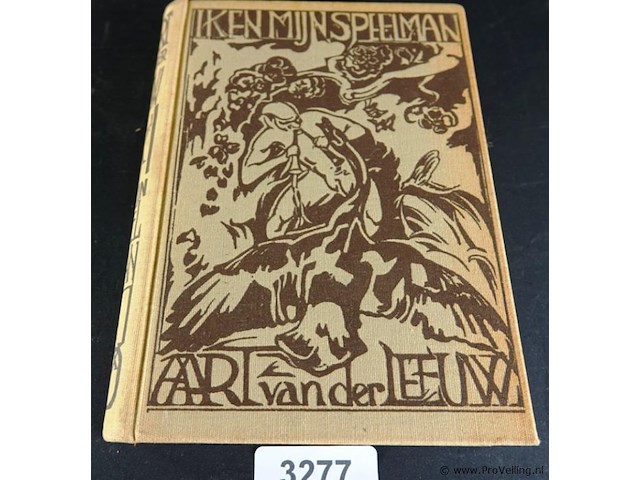 IK EN MIJN SPEELMAN
AART van der LEEUW
3277
© www.ProVeiling.nl